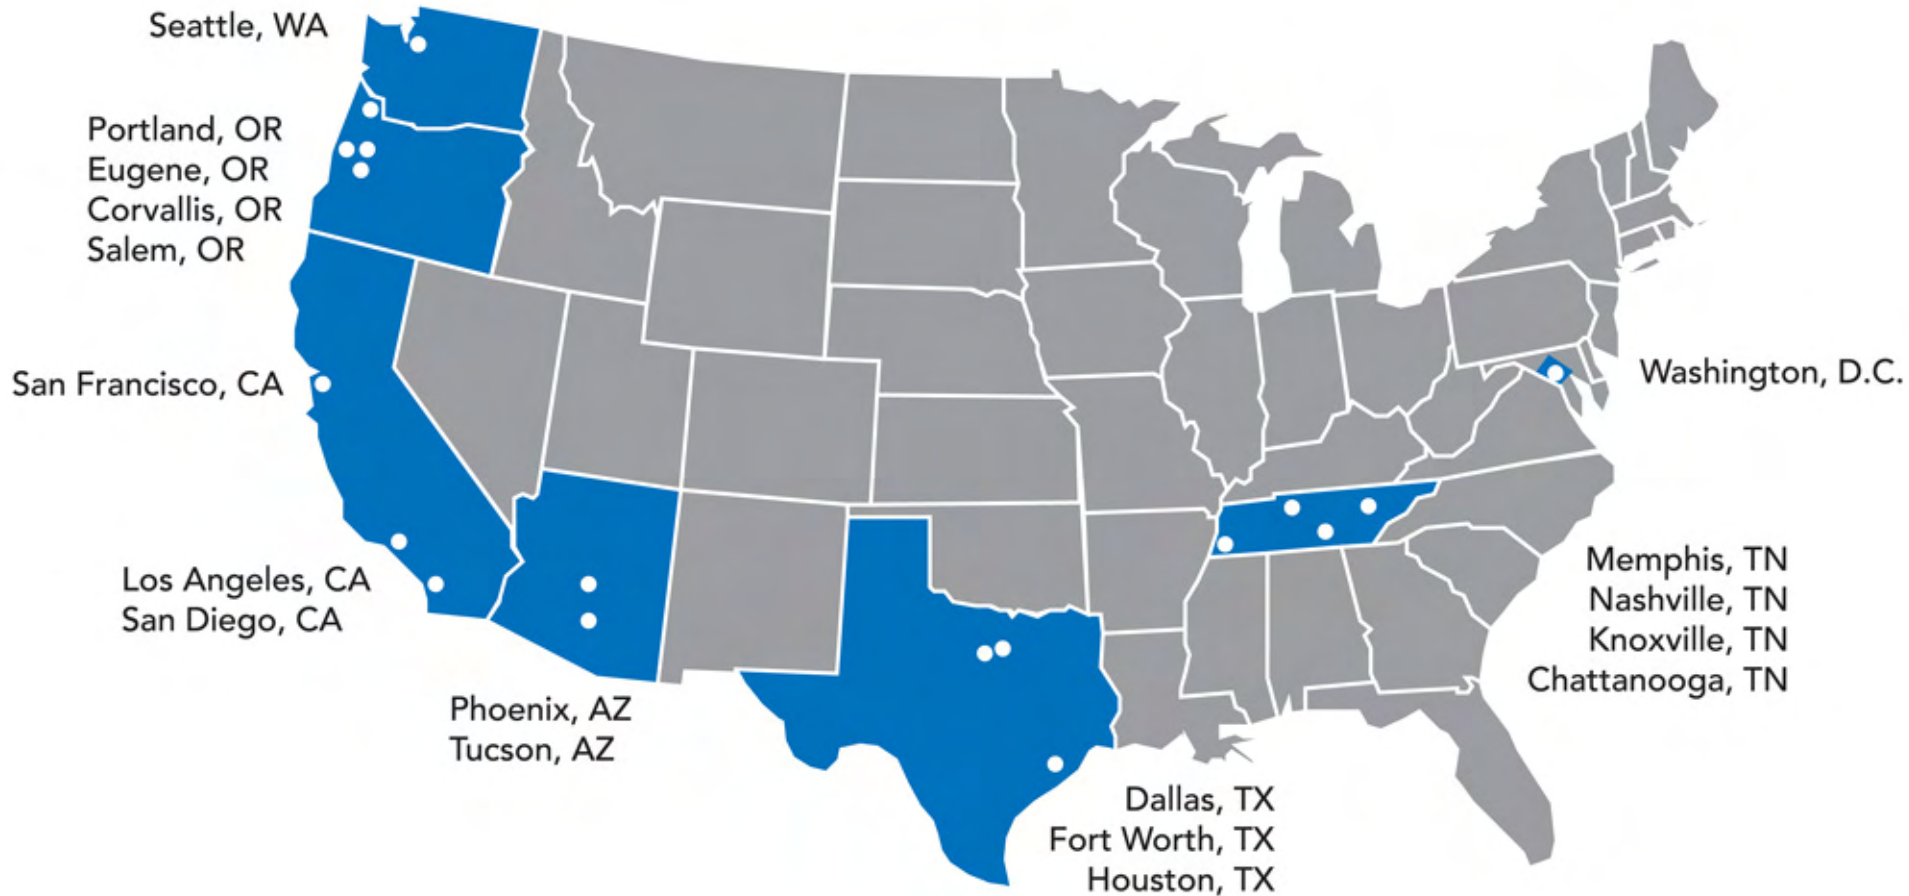 Seattle, WA
Portland, OR
Eugene, OR
Corvallis, OR
Salem, OR
San Francisco, CA
Washington, D.C.
Los Angeles, CA
San Diego, CA
Phoenix, AZ
Tucson, AZ
Memphis, TN
Nashville, TN
Knoxville, TN
Chattanooga, TN
Dallas, TX
Fort Worth, TX
Houston, TX